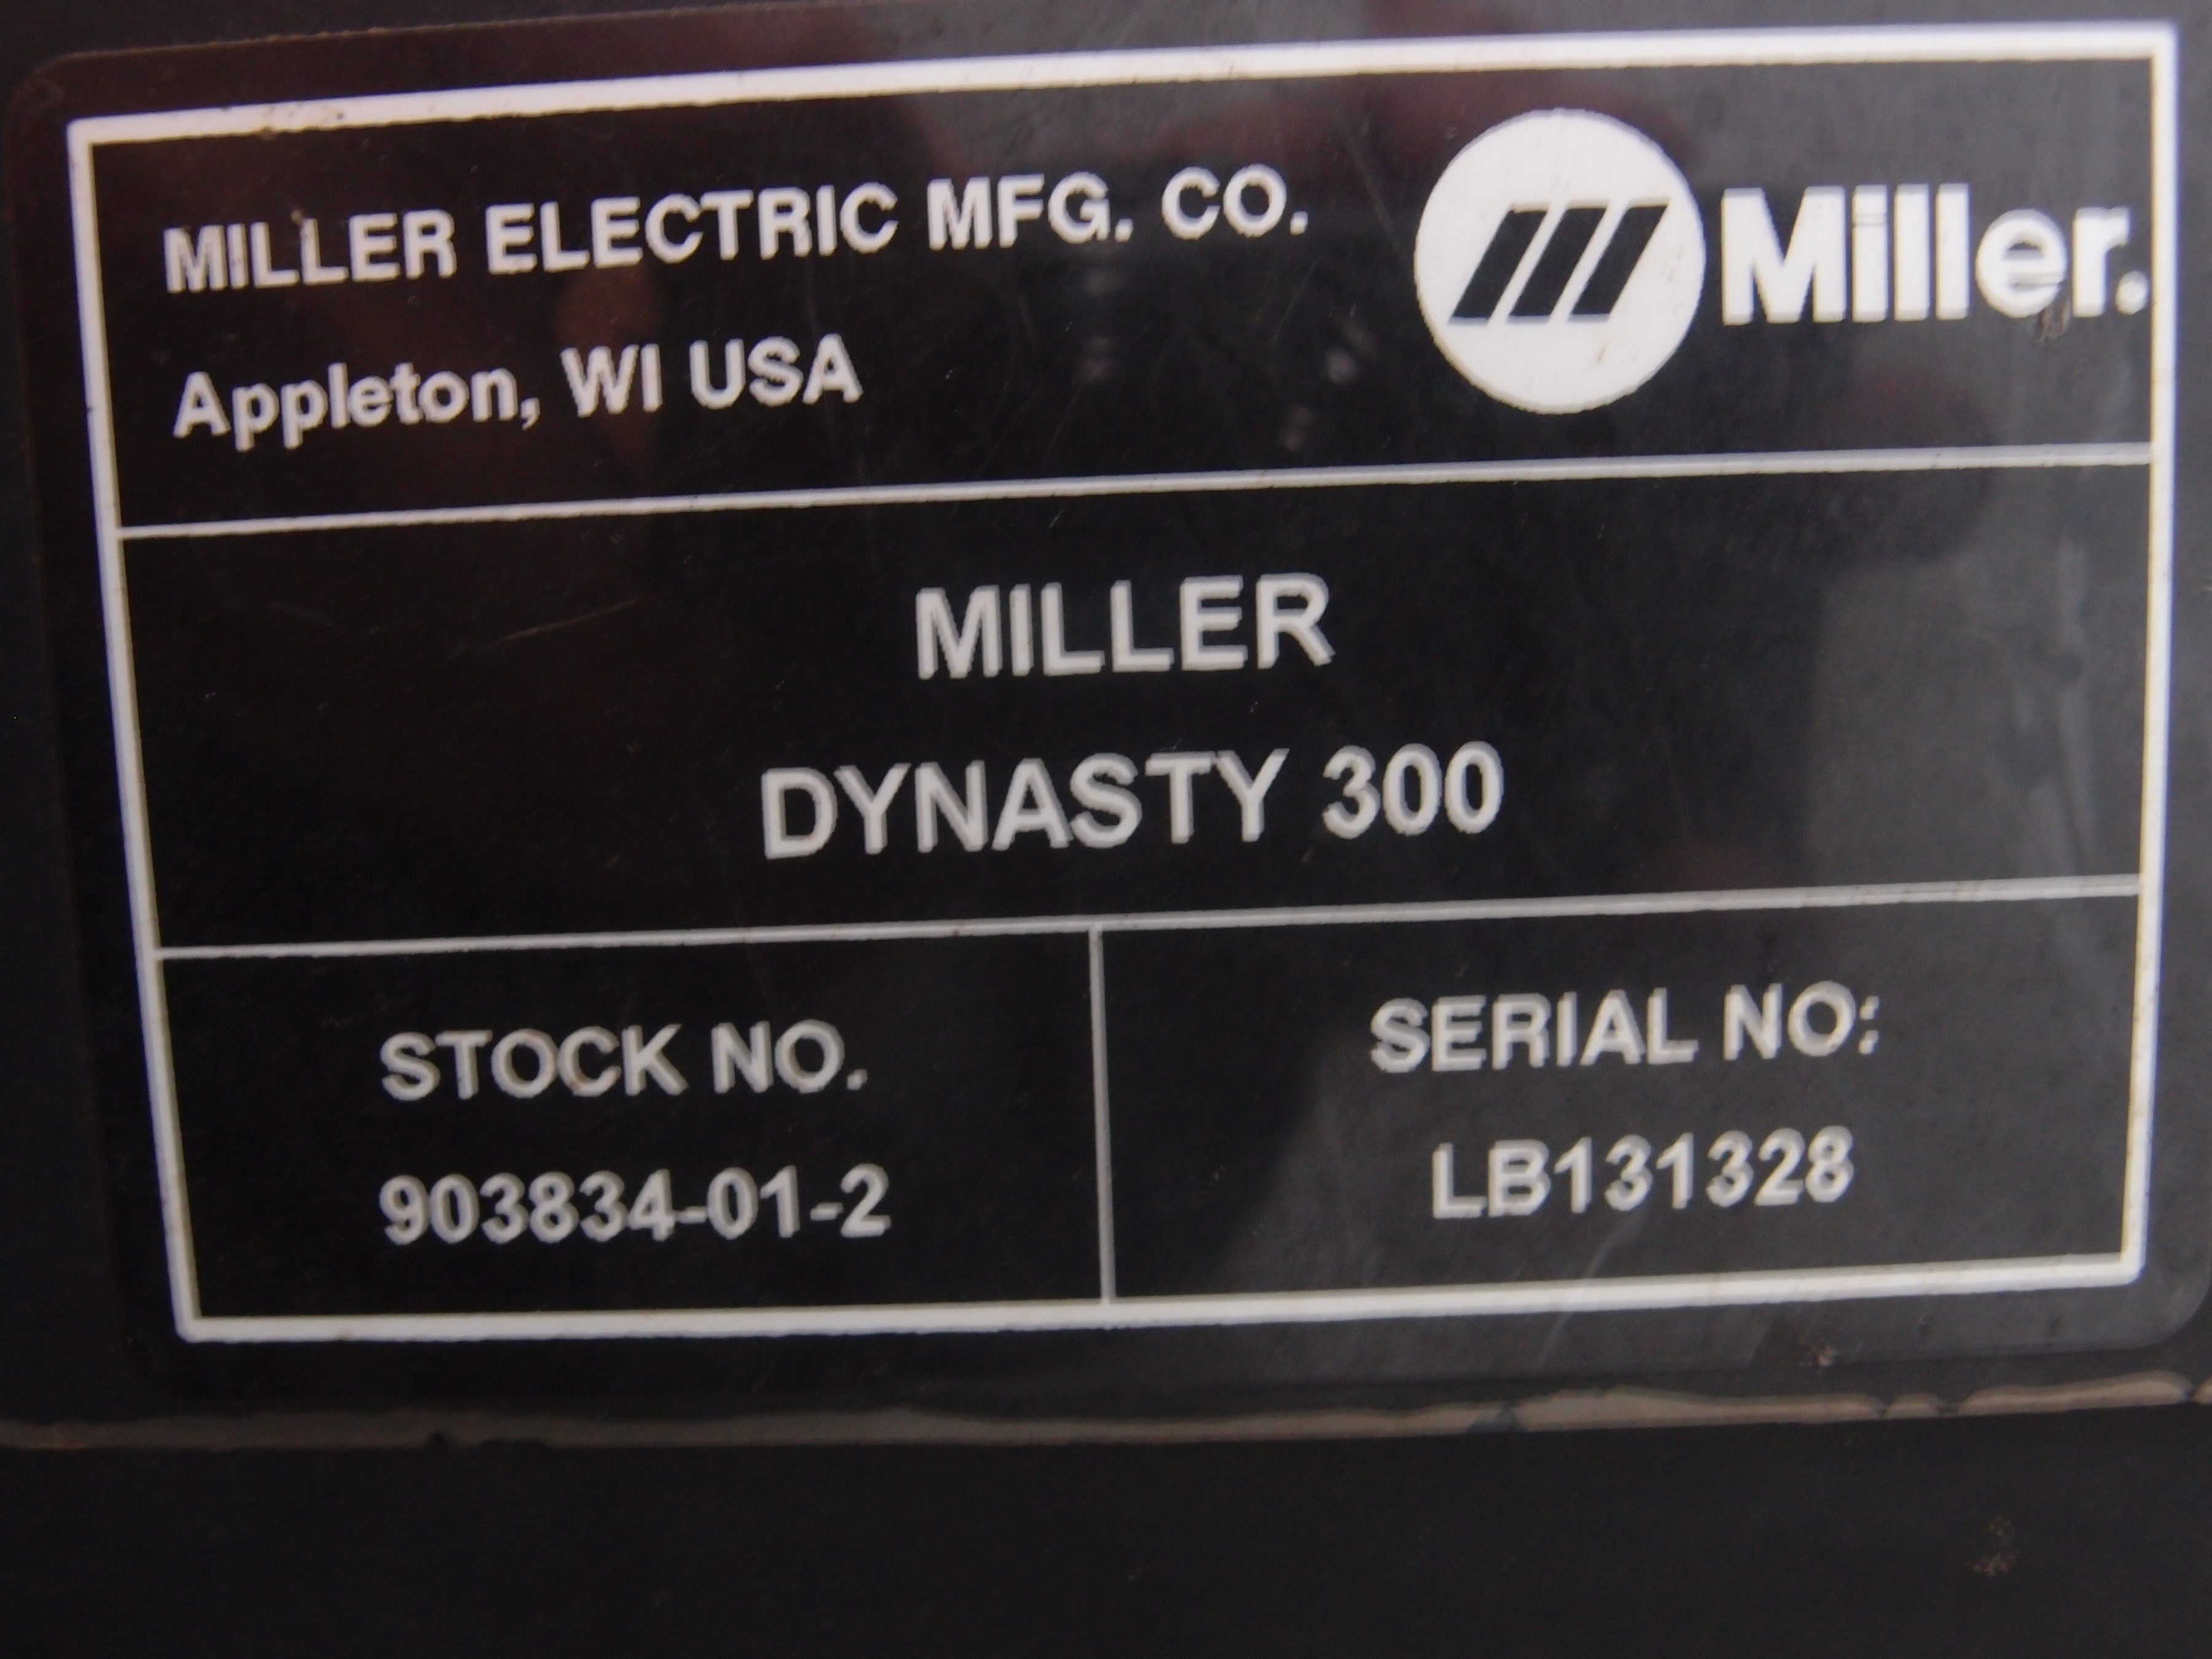 MILLER ELECTRIC MFG. CO.
Miller.
Appleton, WI USA
MILLER
DYNASTY 300
STOCK NO.
903834-01-2
SERIAL NO:
LB131328